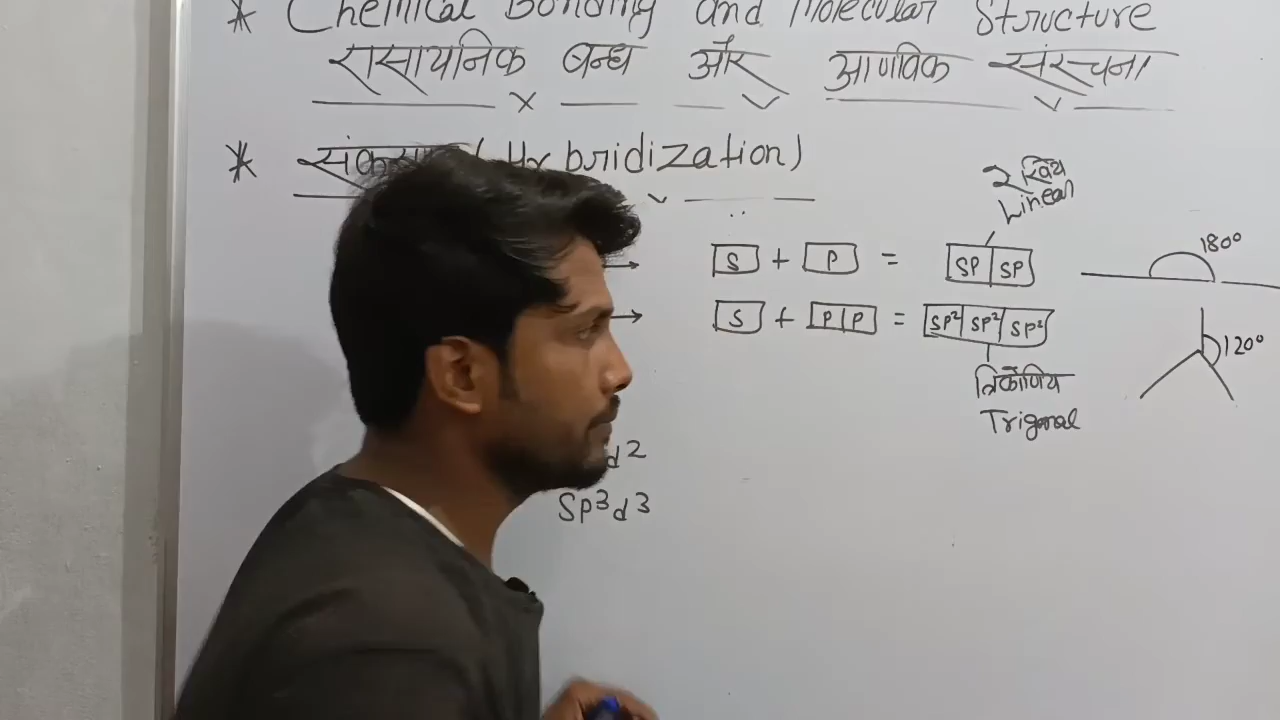 * Chemical Bonding and Molecular Structure
रासायनिक बन्ध और आणविक संरचना
* (Hybridization)
Linear
→ S + P = SP SP 180°
→ S + P P = SP² SP² SP² 120°
त्रिकोणिय
Trigonal
d2
Sp3d3